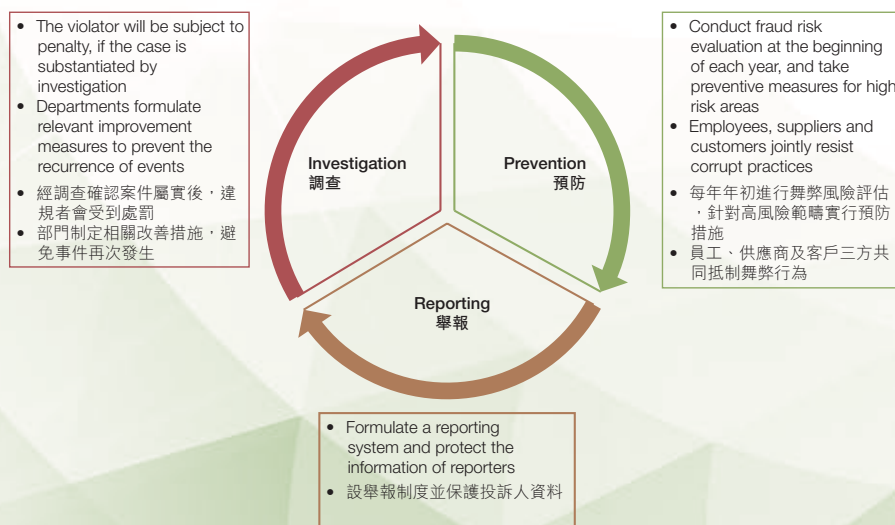 • The violator will be subject to
penalty, if the case is
substantiated by
investigation
• Departments formulate
relevant improvement
measures to prevent the
recurrence of events
• 經調查確認案件屬實後，違
規者會受到處罰
• 部門制定相關改善措施，避
免事件再次發生
Investigation
調查
Prevention
預防
Reporting
舉報
• Conduct fraud risk
evaluation at the beginning
of each year, and take
preventive measures for high
risk areas
• Employees, suppliers and
customers jointly resist
corrupt practices
• 每年年初進行舞弊風險評估
，針對高風險範疇實行預防
措施
• 員工、供應商及客戶三方共
同抵制舞弊行為
• Formulate a reporting
system and protect the
information of reporters
• 設舉報制度並保護投訴人資料